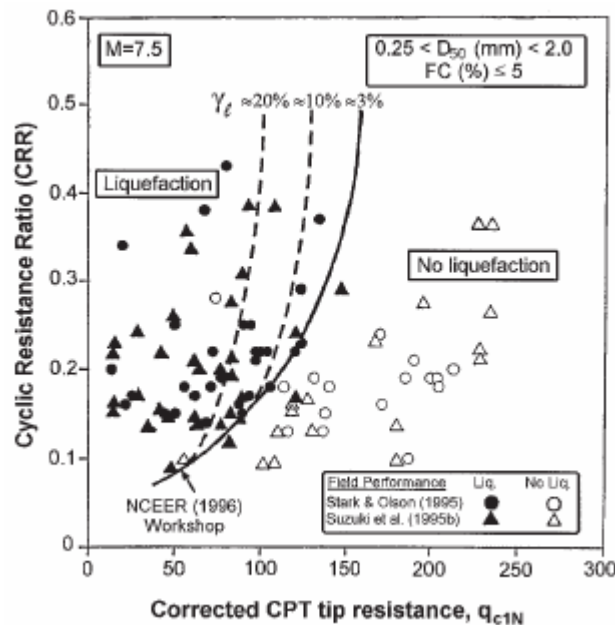 0.6
M=7.5
0.25 < D50 (mm) < 2.0
FC (%) ≤ 5
γℓ ≈20% ≈10% ≈3%
0.5
Liquefaction
0.4
No liquefaction
0.3
0.2
0.1
NCEER (1996)
Workshop
Field Performance Liq. No Liq.
Stark & Olson (1995)
Suzuki et al. (1995b)
0
0 50 100 150 200 250 300
Corrected CPT tip resistance, qc1N
Cyclic Resistance Ratio (CRR)